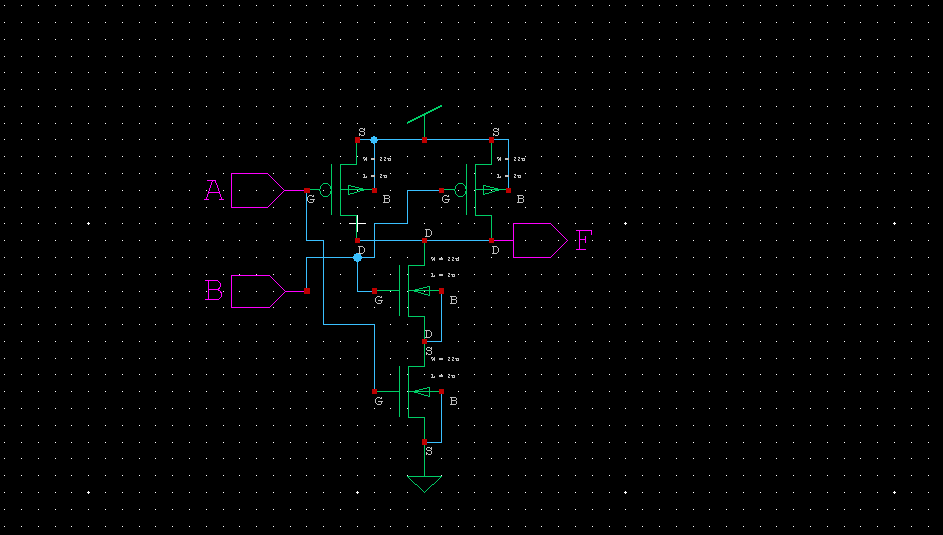 S S
W = 22u W = 22u
L = 2u L = 2u
A G B G B
D
D D F
W = 22u
L = 2u
B G B
D
S
W = 22u
L = 2u
G B
S